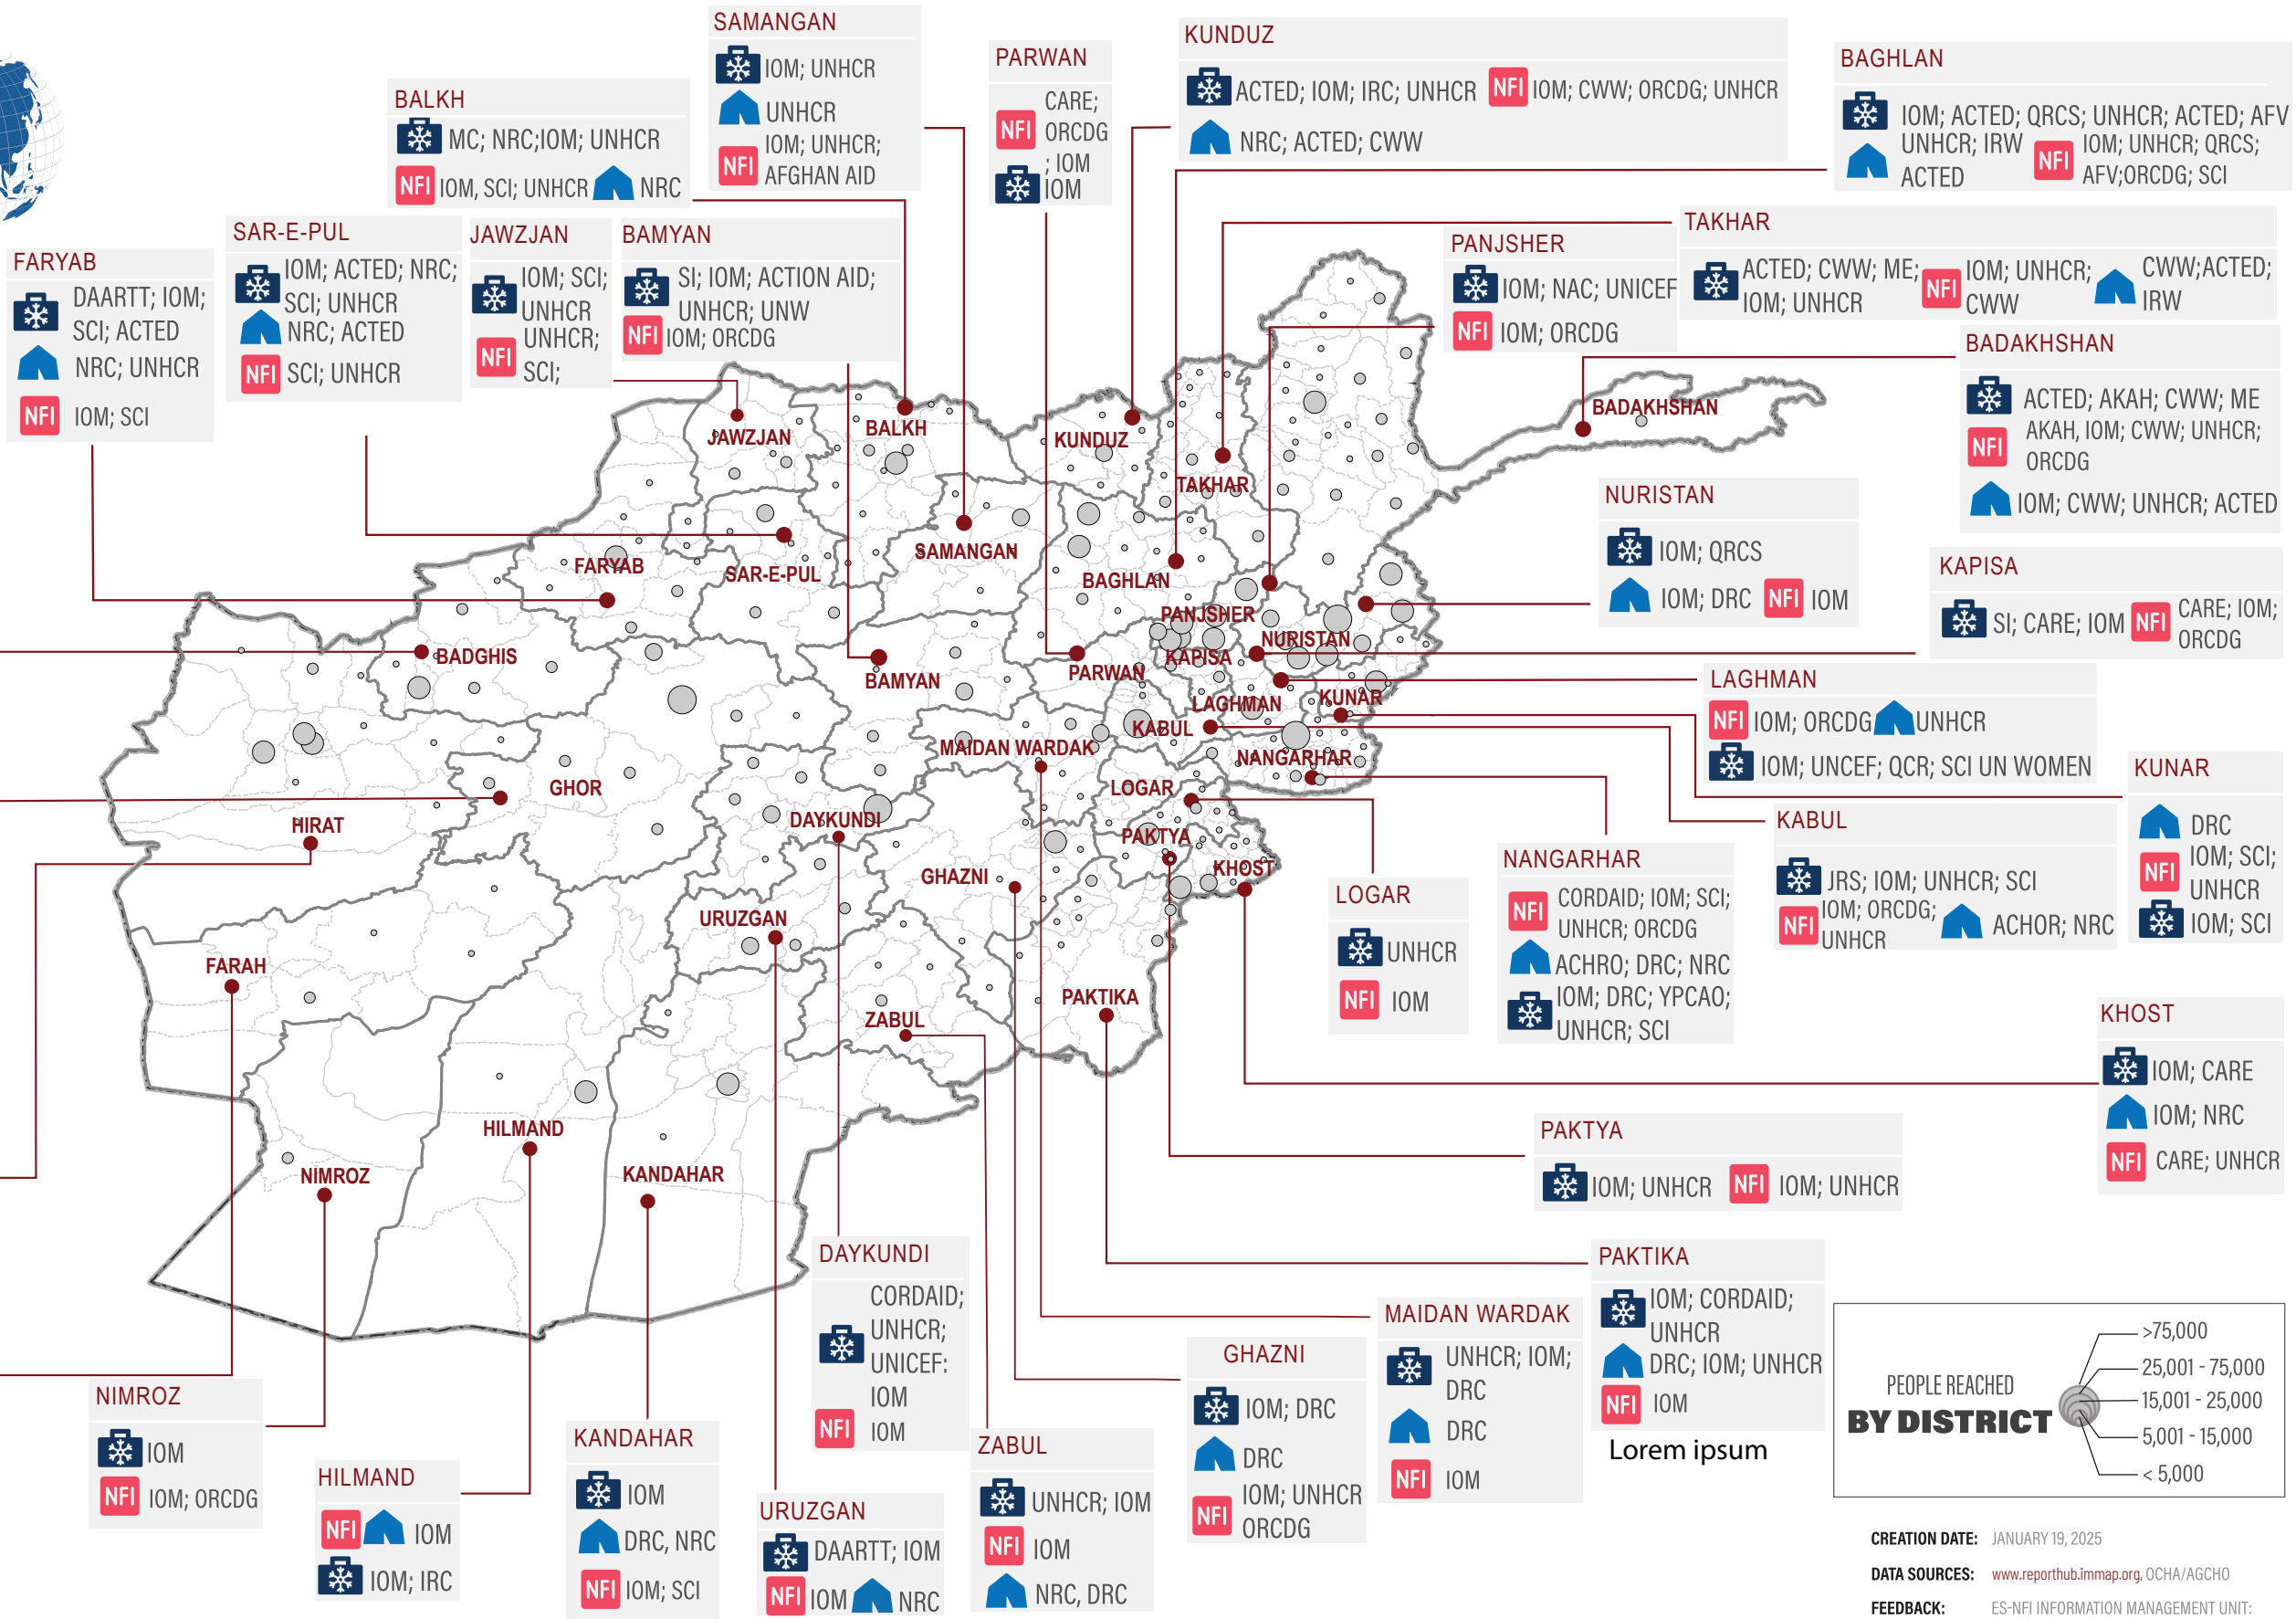 SAMANGAN
IOM; UNHCR
UNHCR
IOM; UNHCR;
NFI
AFGHAN AID
PARWAN
CARE;
NFI
ORCDG
; IOM
IOM
KUNDUZ
ACTED; IOM; IRC; UNHCR
NFI
IOM; CWW; ORCDG; UNHCR
NRC; ACTED; CWW
BAGHLAN
IOM; ACTED; QRCS; UNHCR; ACTED; AFV
UNHCR; IRW
ACTED
NFI
IOM; UNHCR; QRCS;
AFV;ORCDG; SCI
BALKH
MC; NRC;IOM; UNHCR
NFI
IOM, SCI; UNHCR
NRC
FARYAB
DAARTT; IOM;
SCI; ACTED
NRC; UNHCR
NFI
IOM; SCI
SAR-E-PUL
IOM; ACTED; NRC;
SCI; UNHCR
NRC; ACTED
NFI
SCI; UNHCR
JAWZJAN
IOM; SCI;
UNHCR
UNHCR;
NFI
SCI;
BAMYAN
SI; IOM; ACTION AID;
UNHCR; UNW
NFI
IOM; ORCDG
PANJSHER
IOM; NAC; UNICEF
NFI
IOM; ORCDG
TAKHAR
ACTED; CWW; ME;
IOM; UNHCR
NFI
IOM; UNHCR;
CWW
CWW;ACTED;
IRW
BADAKHSHAN
ACTED; AKAH; CWW; ME
NFI
AKAH, IOM; CWW; UNHCR;
ORCDG
IOM; CWW; UNHCR; ACTED
NURISTAN
IOM; QRCS
IOM; DRC
NFI
IOM
KAPISA
SI; CARE; IOM
NFI
CARE; IOM;
ORCDG
LAGHMAN
NFI
IOM; ORCDG
UNHCR
IOM; UNCEF; QCR; SCI UN WOMEN
KUNAR
DRC
NFI
IOM; SCI;
UNHCR
IOM; SCI
KABUL
JRS; IOM; UNHCR; SCI
NFI
IOM; ORCDG;
UNHCR
ACHOR; NRC
NANGARHAR
NFI
CORDAID; IOM; SCI;
UNHCR; ORCDG
ACHRO; DRC; NRC
IOM; DRC; YPCAO;
UNHCR; SCI
LOGAR
UNHCR
NFI
IOM
KHOST
IOM; CARE
IOM; NRC
NFI
CARE; UNHCR
PAKTYA
IOM; UNHCR
NFI
IOM; UNHCR
PAKTIKA
IOM; CORDAID;
UNHCR
DRC; IOM; UNHCR
NFI
IOM
Lorem ipsum
MAIDAN WARDAK
UNHCR; IOM;
DRC
DRC
NFI
IOM
GHAZNI
IOM; DRC
DRC
NFI
IOM; UNHCR
ORCDG
DAYKUNDI
CORDAID;
UNHCR;
UNICEF:
IOM
NFI
IOM
ZABUL
UNHCR; IOM
NFI
IOM
NRC, DRC
URUZGAN
DAARTT; IOM
NFI
IOM
NRC
KANDAHAR
IOM
DRC, NRC
NFI
IOM; SCI
HILMAND
NFI
IOM
IOM; IRC
NIMROZ
IOM
NFI
IOM; ORCDG
JAWZJAN
BALKH
KUNDUZ
TAKHAR
BADAKHSHAN
FARYAB
SAR-E-PUL
SAMANGAN
BAGHLAN
PANJSHER
NURISTAN
BADGHIS
BAMYAN
PARWAN
KAPISA
LAGHMAN
KUNAR
KABUL
MAIDAN WARDAK
NANGARHAR
GHOR
LOGAR
HIRAT
DAYKUNDI
PAKTYA
GHAZNI
KHOST
URUZGAN
FARAH
PAKTIKA
ZABUL
HILMAND
NIMROZ
KANDAHAR
PEOPLE REACHED
BY DISTRICT
>75,000
25,001 - 75,000
15,001 - 25,000
5,001 - 15,000
< 5,000
CREATION DATE: JANUARY 19, 2025
DATA SOURCES: www.reporthub.immap.org, OCHA/AGCHO
FEEDBACK: ES-NFI INFORMATION MANAGEMENT UNIT: